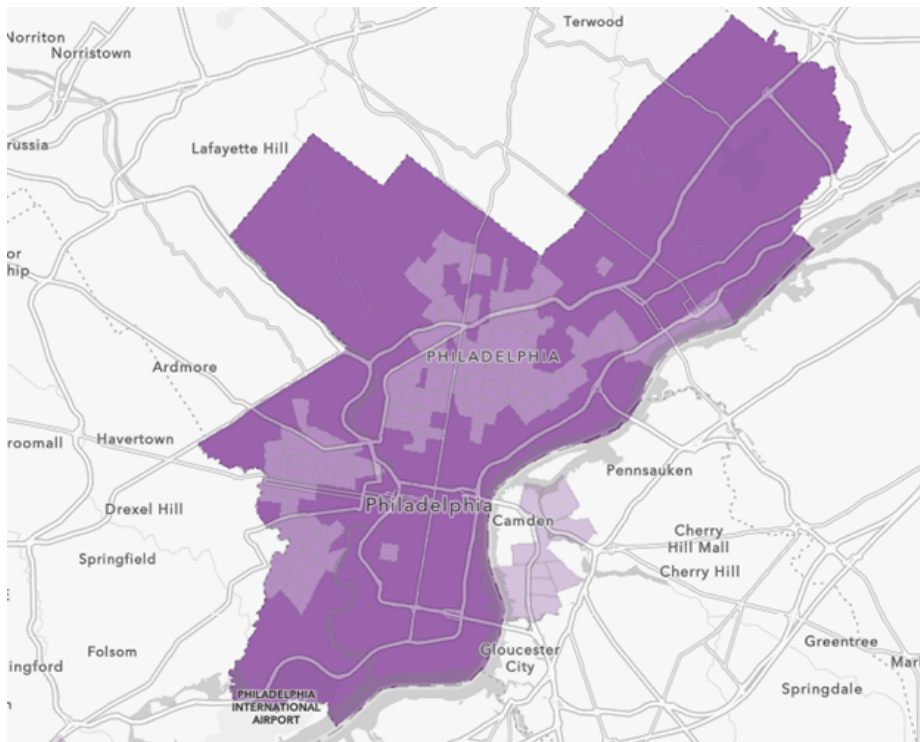 Terwood
Norriton
Norristown
russia
Lafayette Hill
or
hip
PHILADELPHIA
Ardmore
roomall
Havertown
Pennsauken
Drexel Hill
Philadelphia
Camden
Cherry
Hill Mall
Springfield
Cherry Hill
Folsom
Gloucester
City
Greentree
ingford
Mar
PHILADELPHIA
INTERNATIONAL
AIRPORT
Springdale